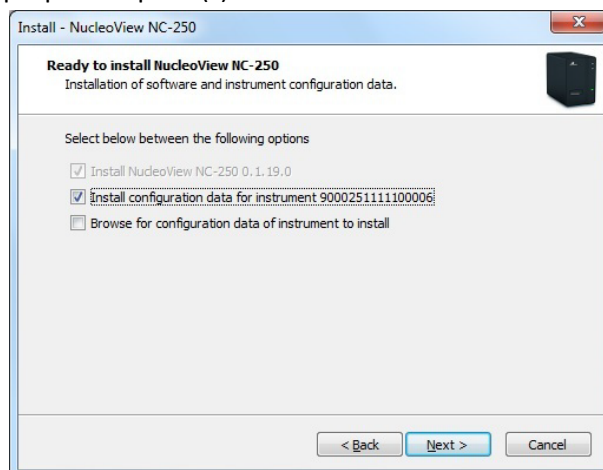 Install - NucleoView NC-250
Ready to install NucleoView NC-250
Installation of software and instrument configuration data.
Select below between the following options
Install NucleoView NC-250 0.1.19.0
Install configuration data for instrument 9000251111100006
Browse for configuration data of instrument to install
< Back
Next >
Cancel